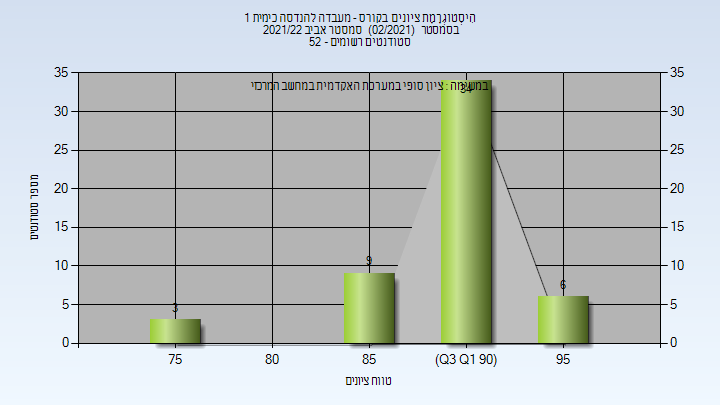 היסטוגרמת ציונים בקורס - מעבדה להנדסה כימית 1
בסמסטר (02/2021) סמסטר אביב 2021/22
סטודנטים רשומים - 52
במשימה : ציון סופי במערכת האקדמית במחשב המרכזי
35 35
30 30
25 25
20 20
15 15
10 10
5 5
0 0
3 9 34 6
75 80 85 (Q3 Q1 90) 95
מספר סטודנטים
טווח ציונים